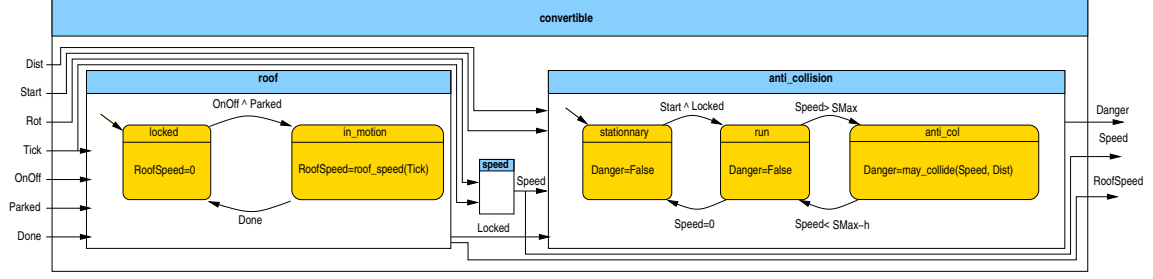 convertible
Dist
Start
Rot
Tick
OnOff
Parked
Done
roof
OnOff ^ Parked
locked
RoofSpeed=0
in_motion
RoofSpeed=roof_speed(Tick)
Done
speed
Speed
Locked
anti_collision
Start ^ Locked
Speed> SMax
stationnary
Danger=False
run
Danger=False
anti_col
Danger=may_collide(Speed, Dist)
Speed=0
Speed< SMax−h
Danger
Speed
RoofSpeed